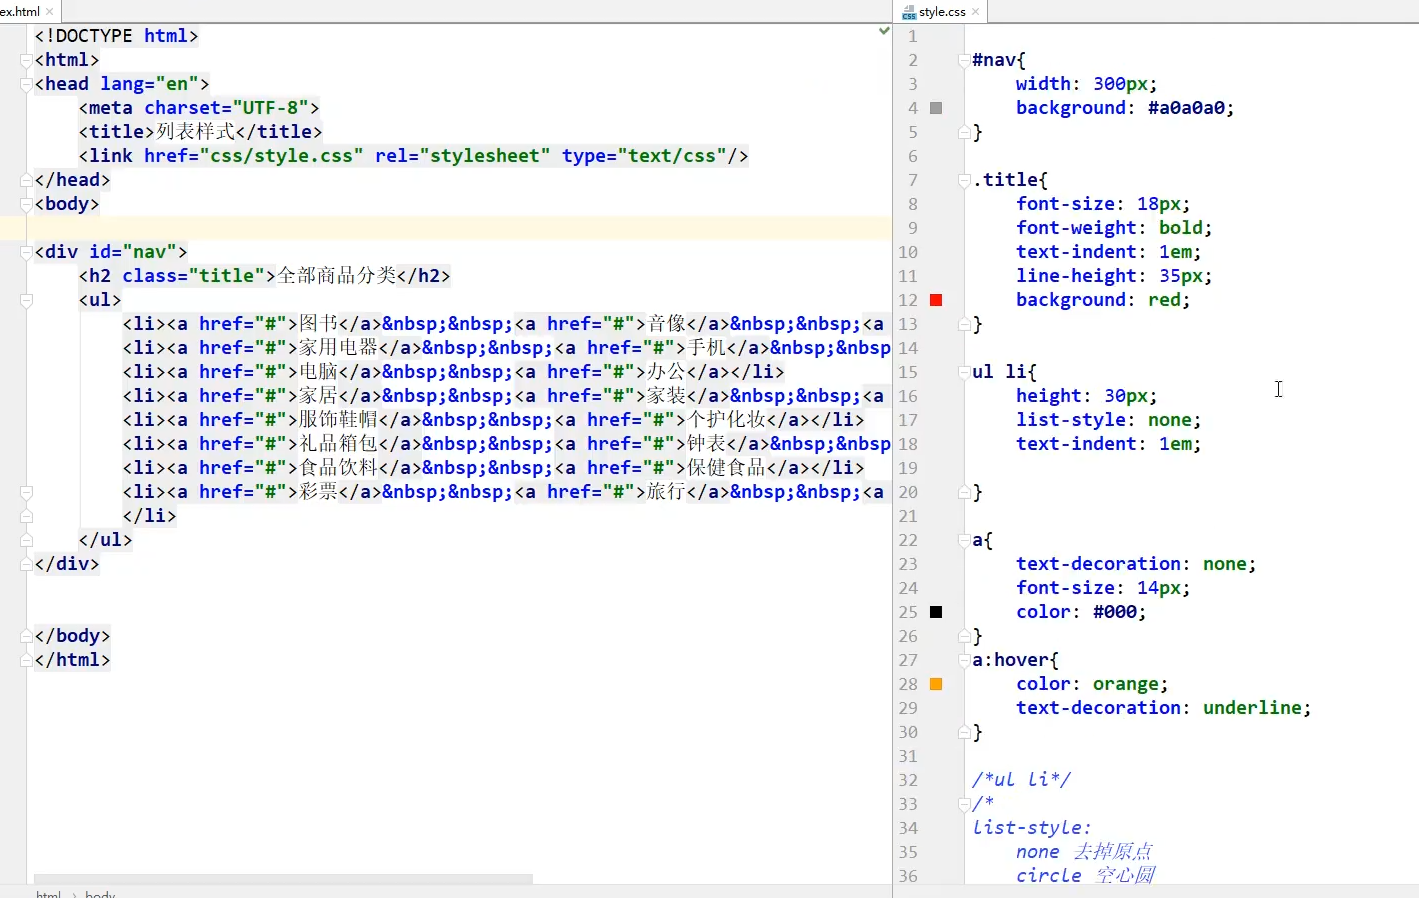 ex.html
<!DOCTYPE html>
<html>
<head lang="en">
    <meta charset="UTF-8">
    <title>列表样式</title>
    <link href="css/style.css" rel="stylesheet" type="text/css"/>
</head>
<body>
<div id="nav">
    <h2 class="title">全部商品分类</h2>
    <ul>
        <li><a href="#">图书</a>&nbsp;&nbsp;<a href="#">音像</a>&nbsp;&nbsp;<a
        <li><a href="#">家用电器</a>&nbsp;&nbsp;<a href="#">手机</a>&nbsp;&nbsp
        <li><a href="#">电脑</a>&nbsp;&nbsp;<a href="#">办公</a></li>
        <li><a href="#">家居</a>&nbsp;&nbsp;<a href="#">家装</a>&nbsp;&nbsp;<a
        <li><a href="#">服饰鞋帽</a>&nbsp;&nbsp;<a href="#">个护化妆</a></li>
        <li><a href="#">礼品箱包</a>&nbsp;&nbsp;<a href="#">钟表</a>&nbsp;&nbsp
        <li><a href="#">食品饮料</a>&nbsp;&nbsp;<a href="#">保健食品</a></li>
        <li><a href="#">彩票</a>&nbsp;&nbsp;<a href="#">旅行</a>&nbsp;&nbsp;<a
        </li>
    </ul>
</div>
</body>
</html>
html › body
CSS style.css
1
2 #nav{
3     width: 300px;
4     background: #a0a0a0;
5 }
6
7 .title{
8     font-size: 18px;
9     font-weight: bold;
10     text-indent: 1em;
11     line-height: 35px;
12     background: red;
13 }
14
15 ul li{
16     height: 30px;
17     list-style: none;
18     text-indent: 1em;
19
20 }
21
22 a{
23     text-decoration: none;
24     font-size: 14px;
25     color: #000;
26 }
27 a:hover{
28     color: orange;
29     text-decoration: underline;
30 }
31
32 /*ul li*/
33 /*
34 list-style:
35     none 去掉原点
36     circle 空心圆